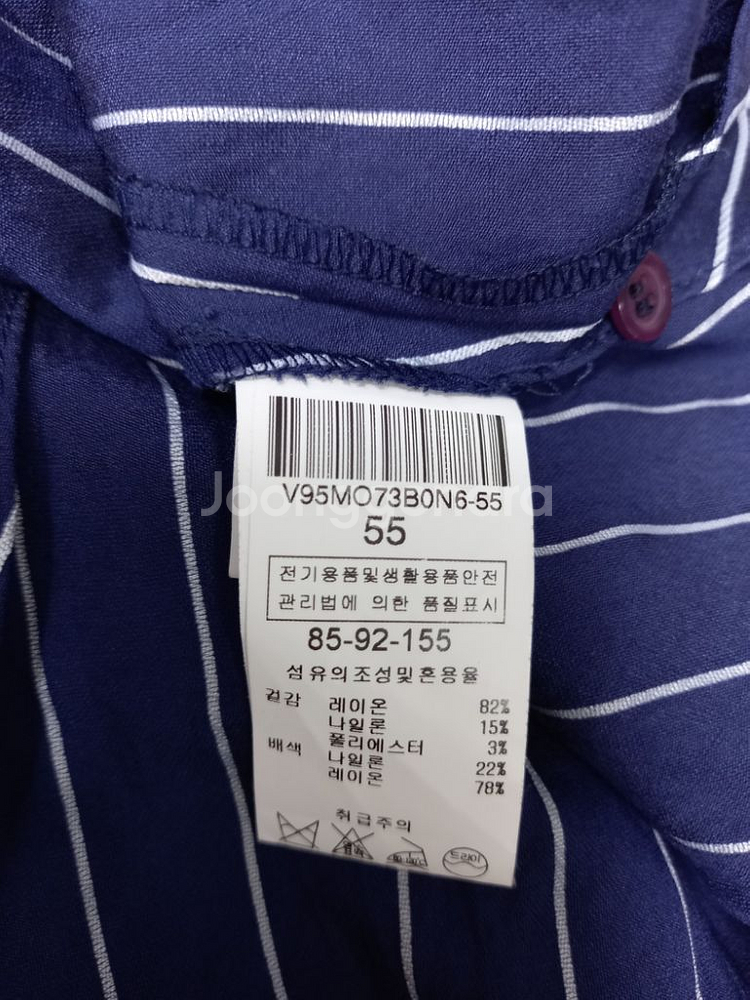 V95MO73B0N6-55
55
전기용품및생활용품안전
관리법에 의한 품질표시
85-92-155
섬유의조성및혼용율
겉감 레이온 82%
나일론 15%
폴리에스터 3%
배색 나일론 22%
레이온 78%
취급주의
드라이